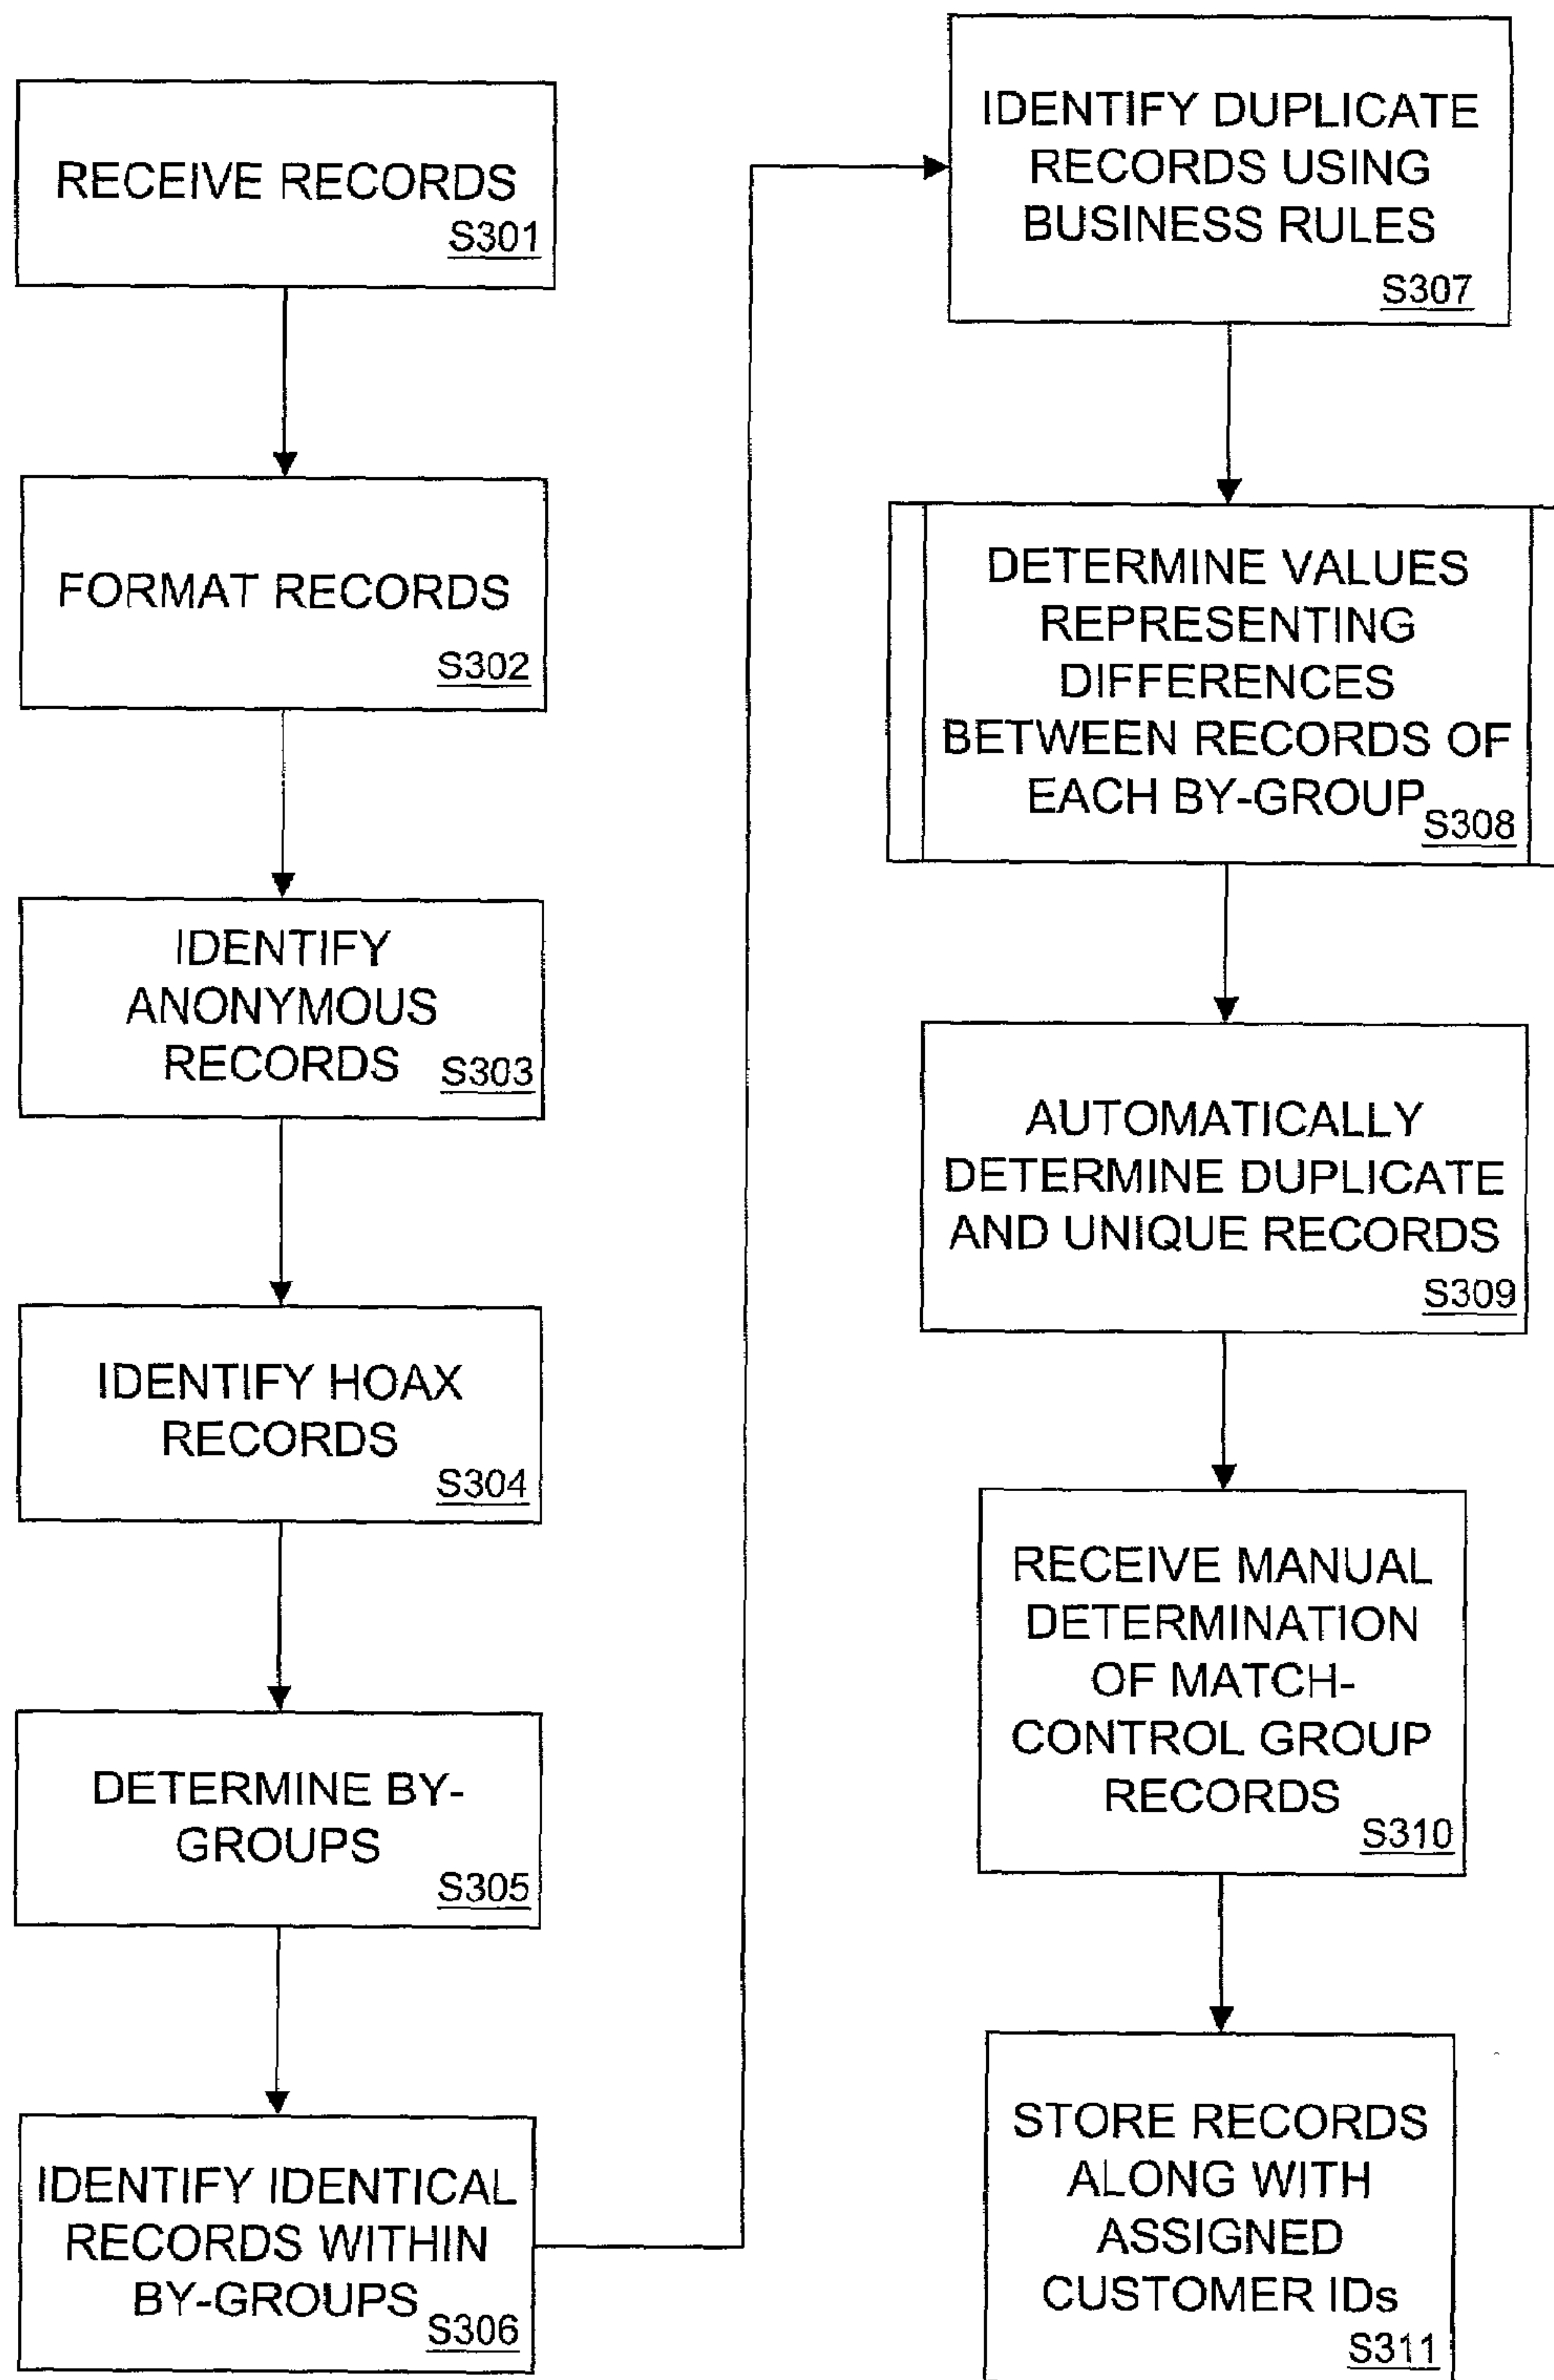 RECEIVE RECORDS
S301
FORMAT RECORDS
S302
IDENTIFY
ANONYMOUS
RECORDS
S303
IDENTIFY HOAX
RECORDS
S304
DETERMINE BY-
GROUPS
S305
IDENTIFY IDENTICAL
RECORDS WITHIN
BY-GROUPS
S306
IDENTIFY DUPLICATE
RECORDS USING
BUSINESS RULES
S307
DETERMINE VALUES
REPRESENTING
DIFFERENCES
BETWEEN RECORDS OF
EACH BY-GROUP
S308
AUTOMATICALLY
DETERMINE DUPLICATE
AND UNIQUE RECORDS
S309
RECEIVE MANUAL
DETERMINATION
OF MATCH-
CONTROL GROUP
RECORDS
S310
STORE RECORDS
ALONG WITH
ASSIGNED
CUSTOMER IDs
S311